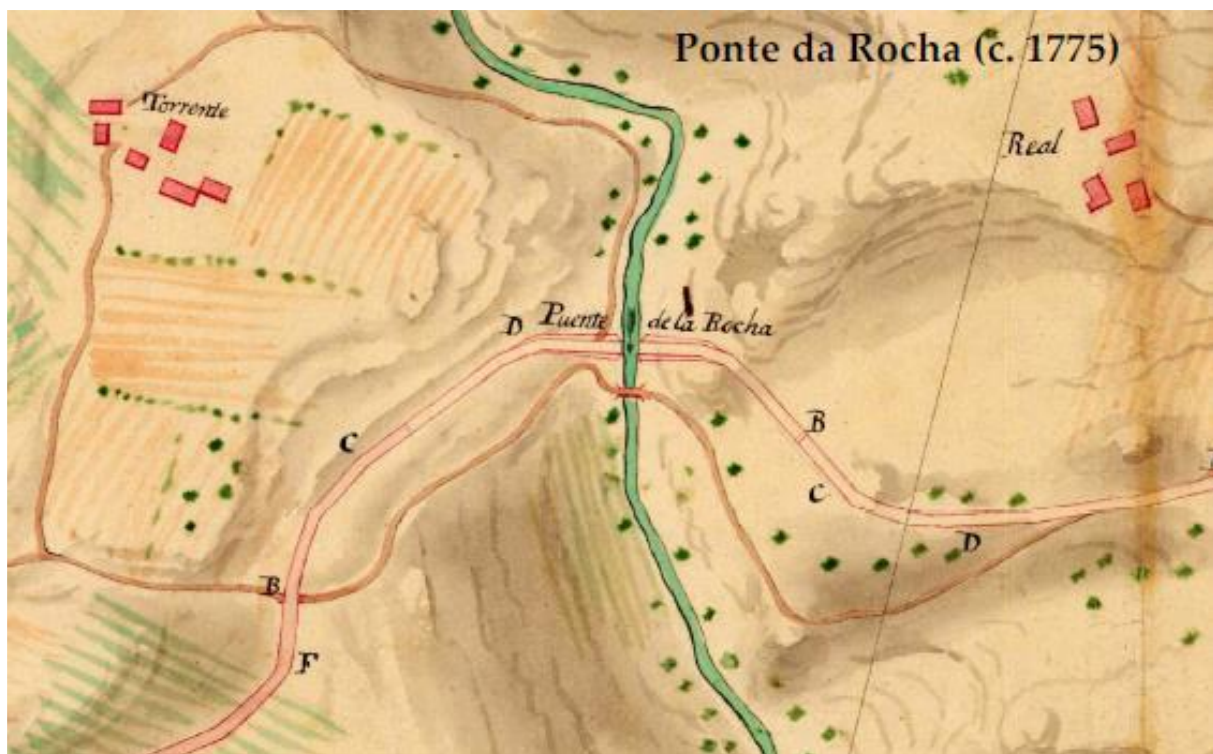 Ponte da Rocha (c. 1775)
Torrente
Real
D Puente de la Rocha
B
C
C
D
B
F